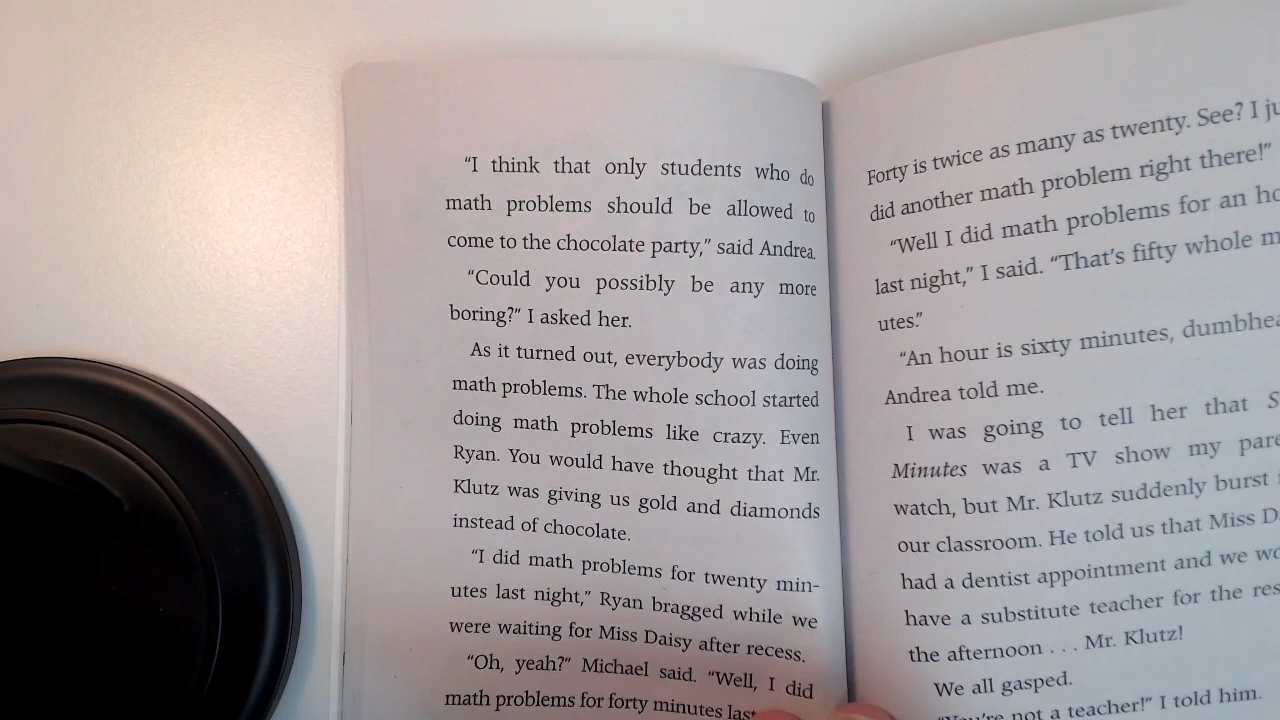 “I think that only students who do
math problems should be allowed to
come to the chocolate party,” said Andrea.
“Could you possibly be any more
boring?” I asked her.
As it turned out, everybody was doing
math problems. The whole school started
doing math problems like crazy. Even
Ryan. You would have thought that Mr.
Klutz was giving us gold and diamonds
instead of chocolate.
“I did math problems for twenty min-
utes last night,” Ryan bragged while we
were waiting for Miss Daisy after recess.
“Oh, yeah?” Michael said. “Well, I did
math problems for forty minutes last
Forty is twice as many as twenty. See? I
did another math problem right there!”
“Well I did math problems for an
last night,” I said. “That’s fifty whole
utes.”
“An hour is sixty minutes,
Andrea told me.
I was going to tell her that
Minutes was a TV show my
watch, but Mr. Klutz suddenly burst
our classroom. He told us that Miss
had a dentist appointment and we
have a substitute teacher for the
the afternoon . . . Mr. Klutz!
We all gasped.
“You’re not a teacher!” I told him.